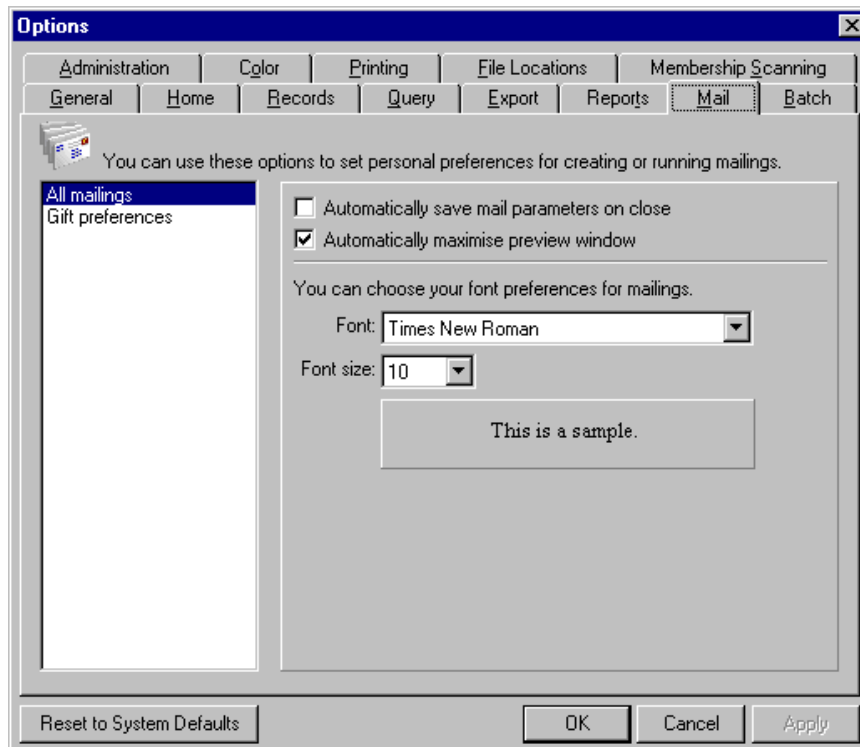 Options
Administration Color Printing File Locations Membership Scanning
General Home Records Query Export Reports Mail Batch
You can use these options to set personal preferences for creating or running mailings.
All mailings
Gift preferences
Automatically save mail parameters on close
Automatically maximise preview window
You can choose your font preferences for mailings.
Font: Times New Roman
Font size: 10
This is a sample.
Reset to System Defaults OK Cancel Apply